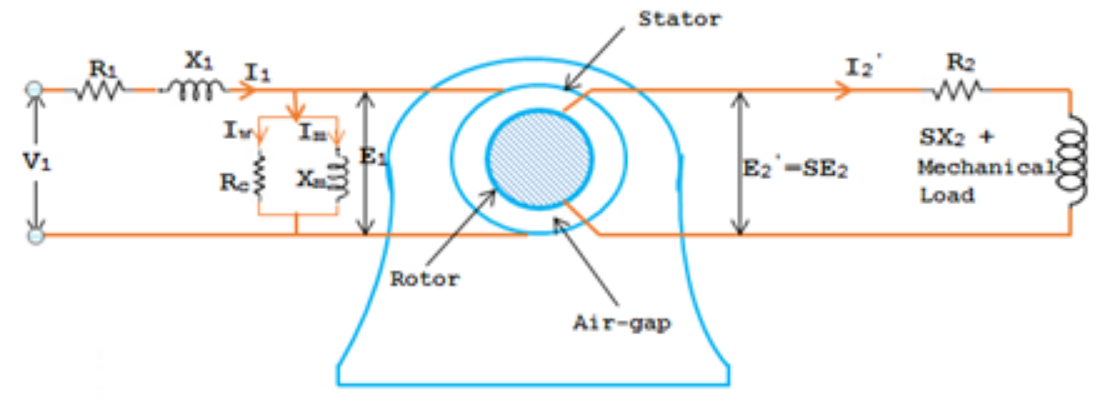 Stator
R1
X1
I1
I2'
R2
Iw
Im
V1
E1
Rc
Xm
E2'=SE2
SX2 +
Mechanical
Load
Rotor
Air-gap